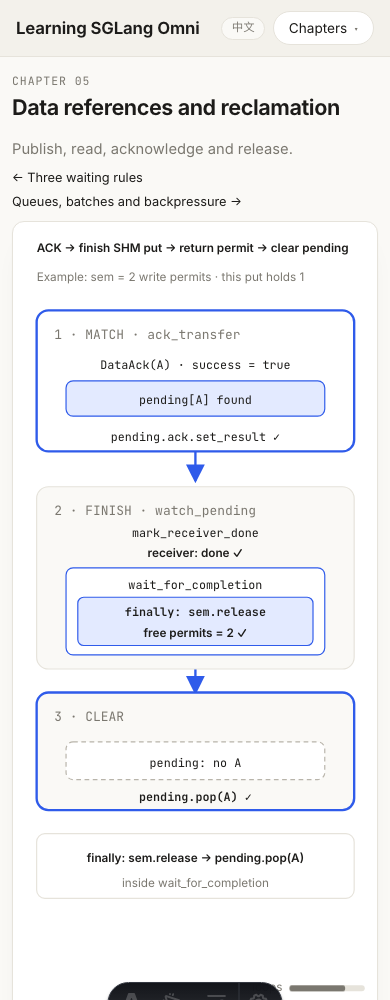 Learning SGLang Omni
中文
Chapters
CHAPTER 05
Data references and reclamation
Publish, read, acknowledge and release.
← Three waiting rules
Queues, batches and backpressure →
ACK → finish SHM put → return permit → clear pending
Example: sem = 2 write permits · this put holds 1
1 · MATCH · ack_transfer
DataAck(A) · success = true
pending[A] found
pending.ack.set_result ✓
2 · FINISH · watch_pending
mark_receiver_done
receiver: done ✓
wait_for_completion
finally: sem.release
free permits = 2 ✓
3 · CLEAR
pending: no A
pending.pop(A) ✓
finally: sem.release → pending.pop(A)
inside wait_for_completion